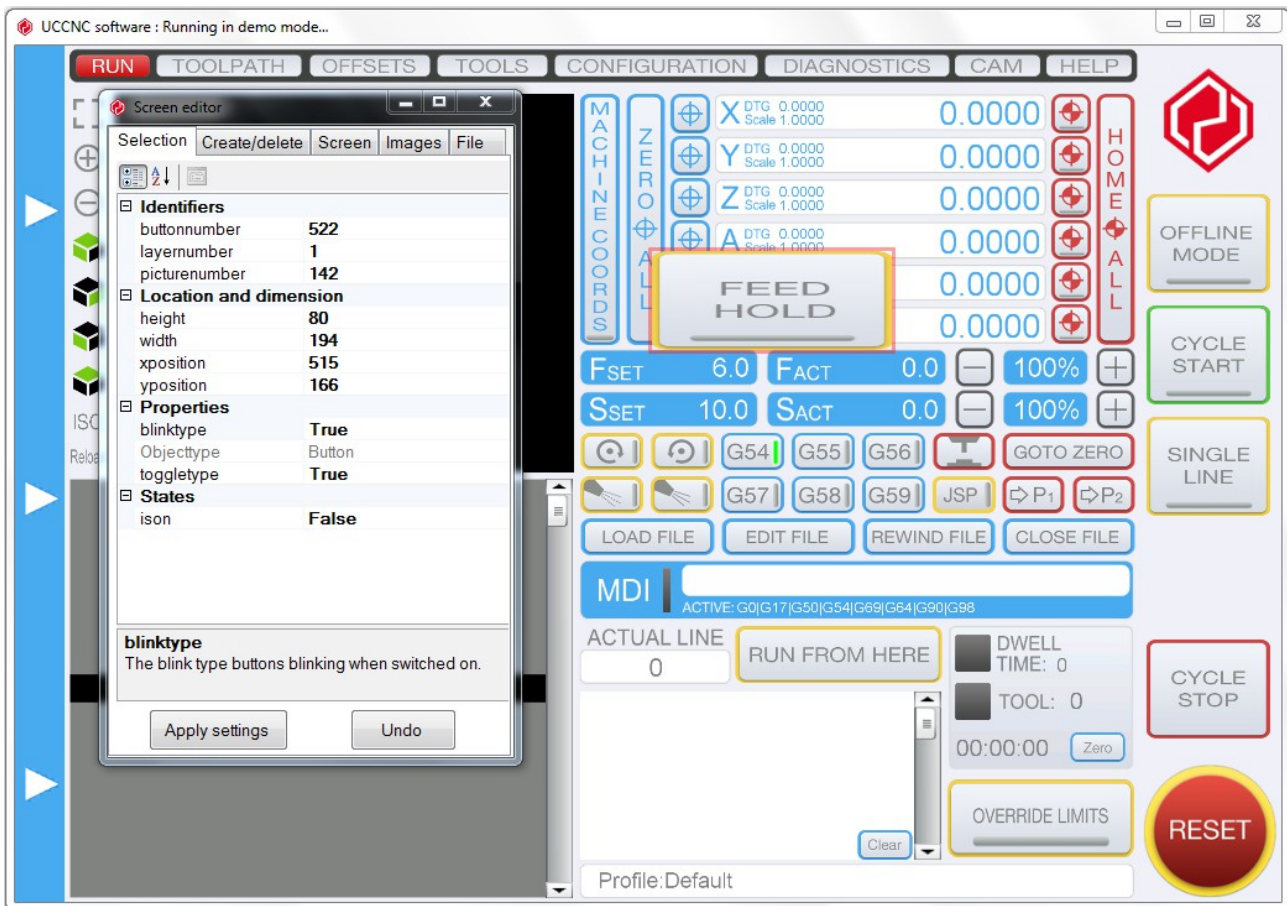 UCCNC software : Running in demo mode...
RUN TOOLPATH OFFSETS TOOLS CONFIGURATION DIAGNOSTICS CAM HELP
Screen editor
Selection Create/delete Screen Images File
Identifiers
buttonnumber 522
layernumber 1
picturenumber 142
Location and dimension
height 80
width 194
xposition 515
yposition 166
Properties
blinktype True
Objecttype Button
toggletype True
States
ison False
blinktype
The blink type buttons blinking when switched on.
Apply settings Undo
ISO
MACHINE COORDS
ZERO ALL
X DTG 0.0000 Scale 1.0000 0.0000
Y DTG 0.0000 Scale 1.0000 0.0000
Z DTG 0.0000 Scale 1.0000 0.0000
A DTG 0.0000 Scale 1.0000 0.0000
0.0000
0.0000
HOME ALL
FEED
HOLD
FSET 6.0 FACT 0.0 100%
SSET 10.0 SACT 0.0 100%
G54 G55 G56 GOTO ZERO
G57 G58 G59 JSP P1 P2
LOAD FILE EDIT FILE REWIND FILE CLOSE FILE
MDI
ACTIVE: G0|G17|G50|G54|G69|G64|G90|G98
ACTUAL LINE
0
RUN FROM HERE
DWELL
TIME: 0
TOOL: 0
00:00:00 Zero
Clear
OVERRIDE LIMITS
Profile:Default
OFFLINE
MODE
CYCLE
START
SINGLE
LINE
CYCLE
STOP
RESET